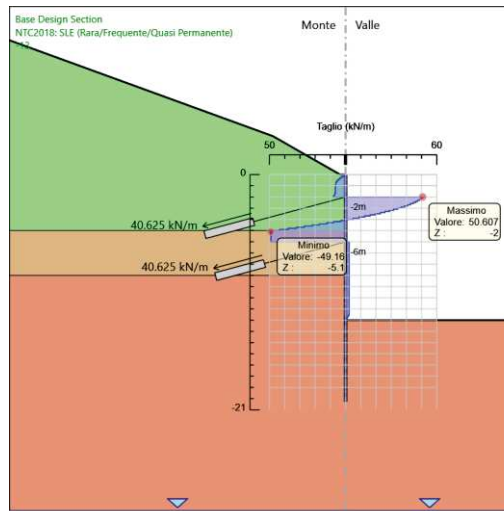 Base Design Section
NTC2018: SLE (Rara/Frequente/Quasi Permanente)
Monte Valle
Taglio (kN/m)
50 60
0
-2m
Massimo
Valore: 50.607
Z : -2
40.625 kN/m
Minimo
Valore: -49.16
Z : -5.1
-6m
40.625 kN/m
-21